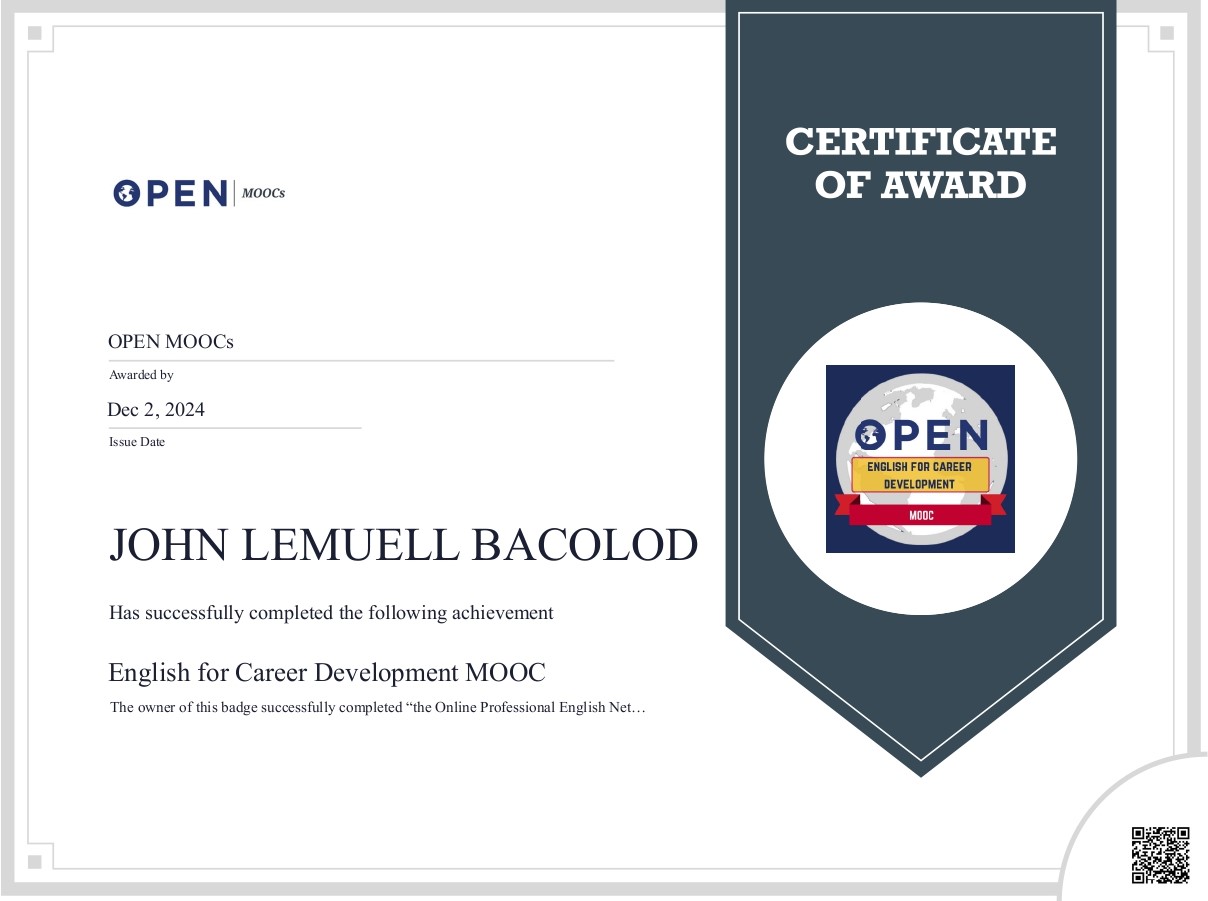 OPEN MOOCs
OPEN MOOCs
Awarded by
Dec 2, 2024
Issue Date
JOHN LEMUELL BACOLOD
Has successfully completed the following achievement
English for Career Development MOOC
The owner of this badge successfully completed “the Online Professional English Net…
CERTIFICATE
OF AWARD
OPEN
ENGLISH FOR CAREER
DEVELOPMENT
MOOC